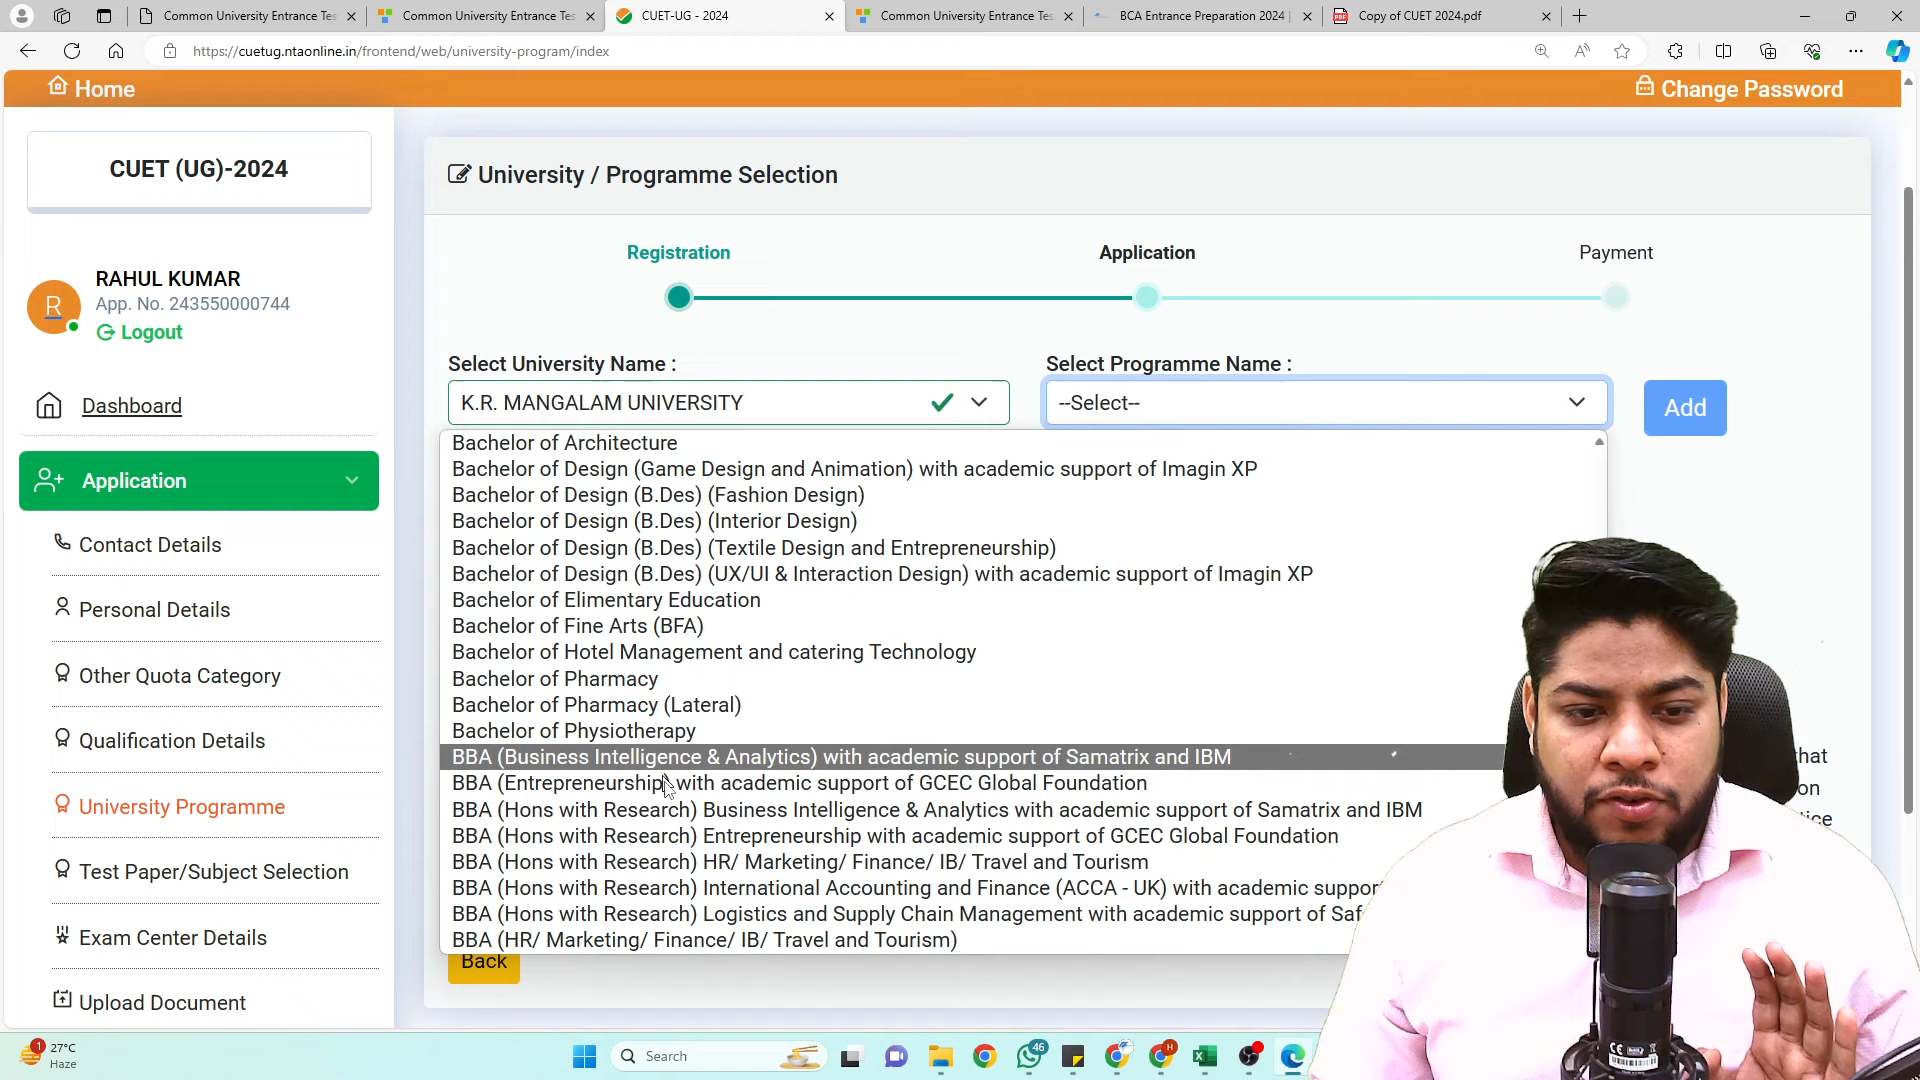 Common University Entrance Tes
Common University Entrance Tes
CUET-UG - 2024
Common University Entrance Tes
BCA Entrance Preparation 2024 |
Copy of CUET 2024.pdf
https://cuetug.ntaonline.in/frontend/web/university-program/index
Home
Change Password
CUET (UG)-2024
R
RAHUL KUMAR
App. No. 243550000744
Logout
Dashboard
Application
Contact Details
Personal Details
Other Quota Category
Qualification Details
University Programme
Test Paper/Subject Selection
Exam Center Details
Upload Document
University / Programme Selection
Registration
Application
Payment
Select University Name :
Select Programme Name :
K.R. MANGALAM UNIVERSITY
--Select--
Add
Bachelor of Architecture
Bachelor of Design (Game Design and Animation) with academic support of Imagin XP
Bachelor of Design (B.Des) (Fashion Design)
Bachelor of Design (B.Des) (Interior Design)
Bachelor of Design (B.Des) (Textile Design and Entrepreneurship)
Bachelor of Design (B.Des) (UX/UI & Interaction Design) with academic support of Imagin XP
Bachelor of Elimentary Education
Bachelor of Fine Arts (BFA)
Bachelor of Hotel Management and catering Technology
Bachelor of Pharmacy
Bachelor of Pharmacy (Lateral)
Bachelor of Physiotherapy
BBA (Business Intelligence & Analytics) with academic support of Samatrix and IBM
BBA (Entrepreneurship) with academic support of GCEC Global Foundation
BBA (Hons with Research) Business Intelligence & Analytics with academic support of Samatrix and IBM
BBA (Hons with Research) Entrepreneurship with academic support of GCEC Global Foundation
BBA (Hons with Research) HR/ Marketing/ Finance/ IB/ Travel and Tourism
BBA (Hons with Research) International Accounting and Finance (ACCA - UK) with academic support
BBA (Hons with Research) Logistics and Supply Chain Management with academic support of Saf
BBA (HR/ Marketing/ Finance/ IB/ Travel and Tourism)
hat
on
Back
1
27°C
Haze
Search
46
H
CE